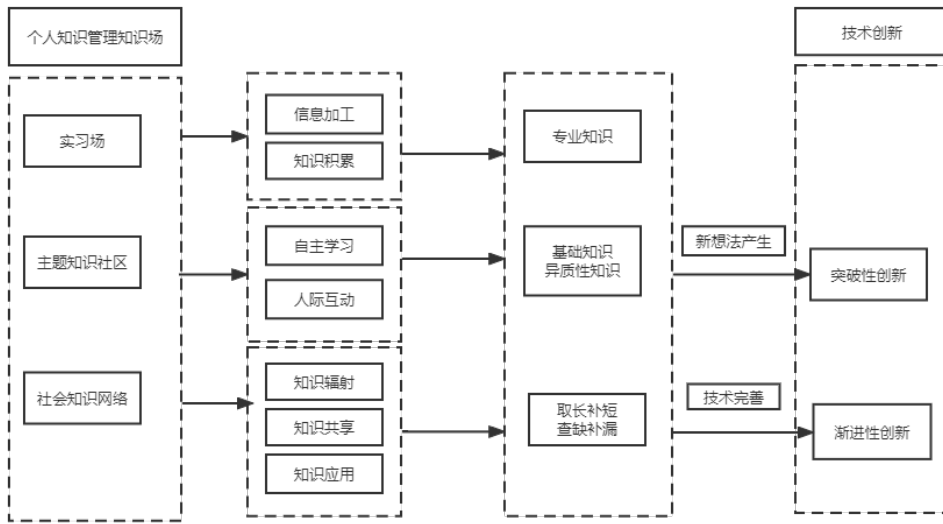 个人知识管理知识场
技术创新
实习场
主题知识社区
社会知识网络
信息加工
知识积累
自主学习
人际互动
知识辐射
知识共享
知识应用
专业知识
基础知识
异质性知识
取长补短
查缺补漏
新想法产生
技术完善
突破性创新
渐进性创新